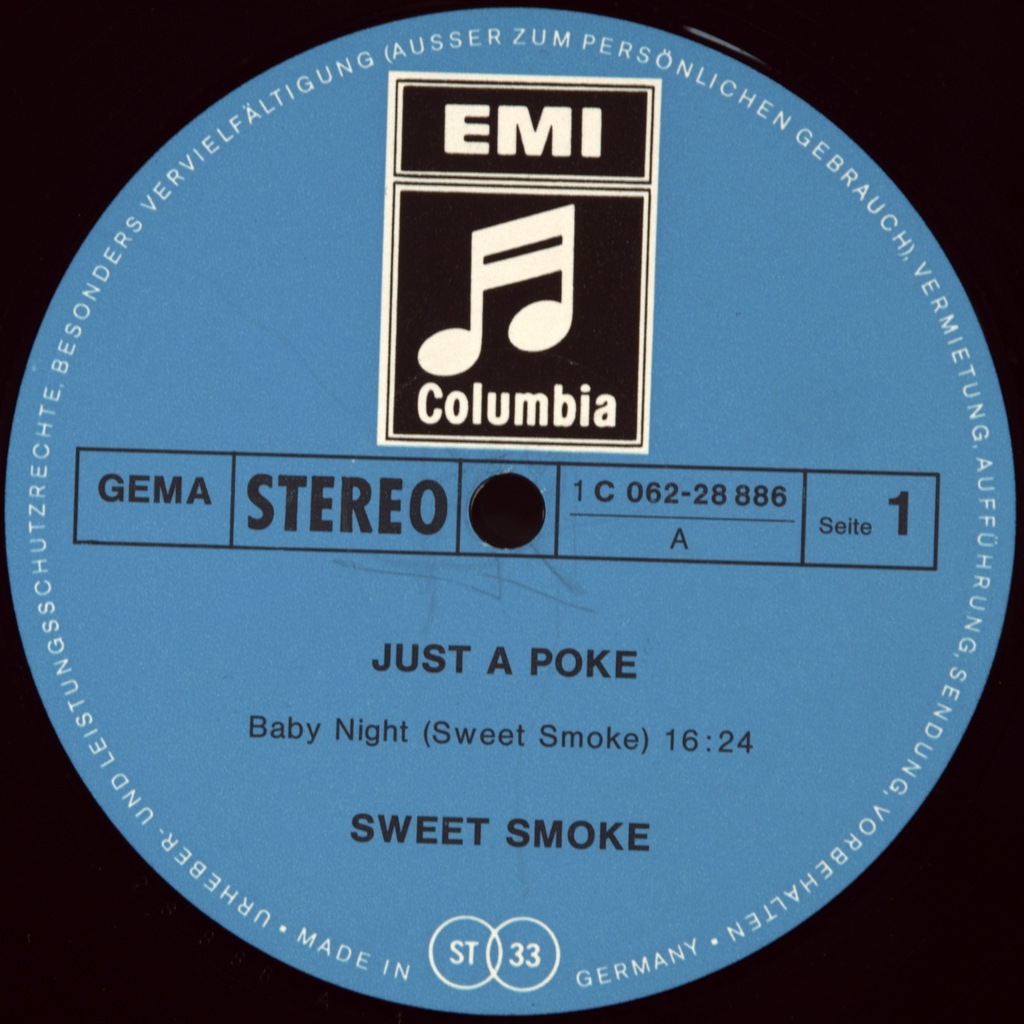 URHEBER- UND LEISTUNGSSCHUTZRECHTE, BESONDERS VERVIELFÄLTIGUNG (AUSSER ZUM PERSÖNLICHEN GEBRAUCH), VERMIETUNG, AUFFÜHRUNG, SENDUNG, VORBEHALTEN •
EMI
Columbia
GEMA STEREO 1 C 062-28 886 Seite 1
A
JUST A POKE
Baby Night (Sweet Smoke) 16:24
SWEET SMOKE
• MADE IN ST 33 GERMANY